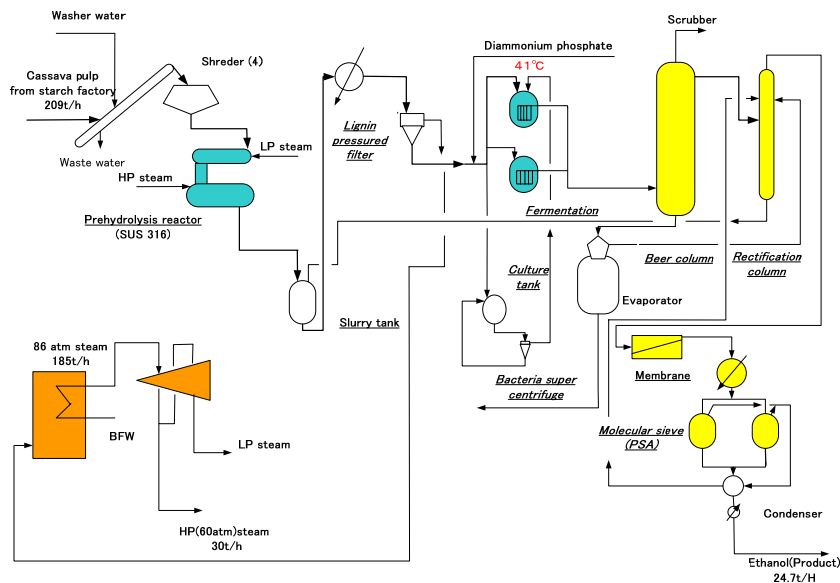 Washer water
Scrubber
Shreder (4)
Diammonium phosphate
41℃
Cassava pulp
from starch factory
209t/h
Lignin
pressured
filter
LP steam
Waste water
HP steam
Prehydrolysis reactor
(SUS 316)
Fermentation
Beer column
Rectification
column
Culture
tank
Evaporator
Slurry tank
86 atm steam
185t/h
Membrane
Bacteria super
centrifuge
BFW
Molecular sieve
(PSA)
LP steam
Condenser
HP(60atm)steam
30t/h
Ethanol(Product)
24.7t/H